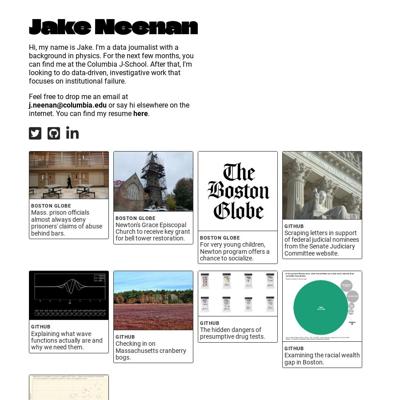 Jake Neenan
Hi, my name is Jake. I'm a data journalist with a
background in physics. For the next few months, you
can find me at the Columbia J-School. After that, I'm
looking to do data-driven, investigative work that
focuses on institutional failure.
Feel free to drop me an email at
j.neenan@columbia.edu or say hi elsewhere on the
internet. You can find my resume here.
BOSTON GLOBE
Mass. prison officials
almost always deny
prisoners' claims of abuse
behind bars.
BOSTON GLOBE
Newton's Grace Episcopal
Church to receive key grant
for bell tower restoration.
The
Boston
Globe
BOSTON GLOBE
For very young children,
Newton program offers a
chance to socialize.
GITHUB
Scraping letters in support
of federal judicial nominees
from the Senate Judiciary
Committee website.
GITHUB
Explaining what wave
functions actually are and
why we need them.
GITHUB
Checking in on
Massachusetts cranberry
bogs.
GITHUB
The hidden dangers of
presumptive drug tests.
GITHUB
Examining the racial wealth
gap in Boston.